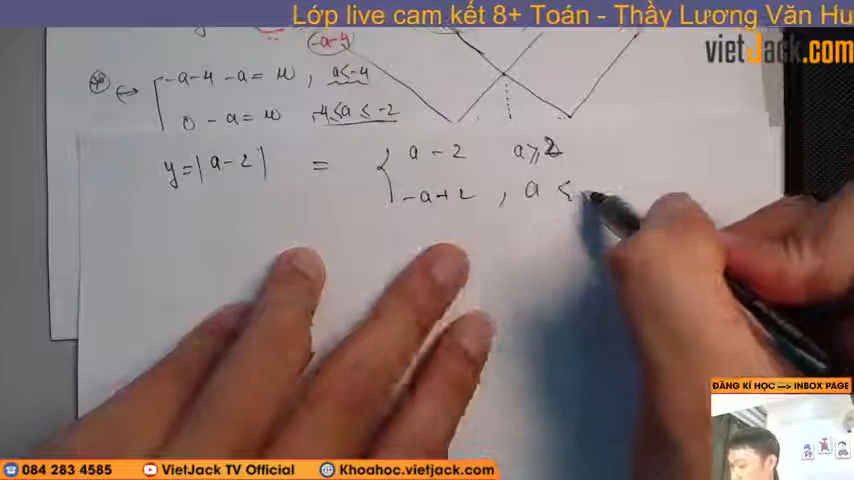 Lớp live cam kết 8+ Toán - Thầy Lương Văn Hu
vietJack.com
-a-4
-a-4 -a = w , a<-4
0 - a = w , -4≤a ≤ -2
y=|a-2| = { a - 2 a≥2
-a+2 , a <
ĐĂNG KÍ HỌC --> INBOX PAGE
084 283 4585 VietJack TV Official Khoahoc.vietjack.com